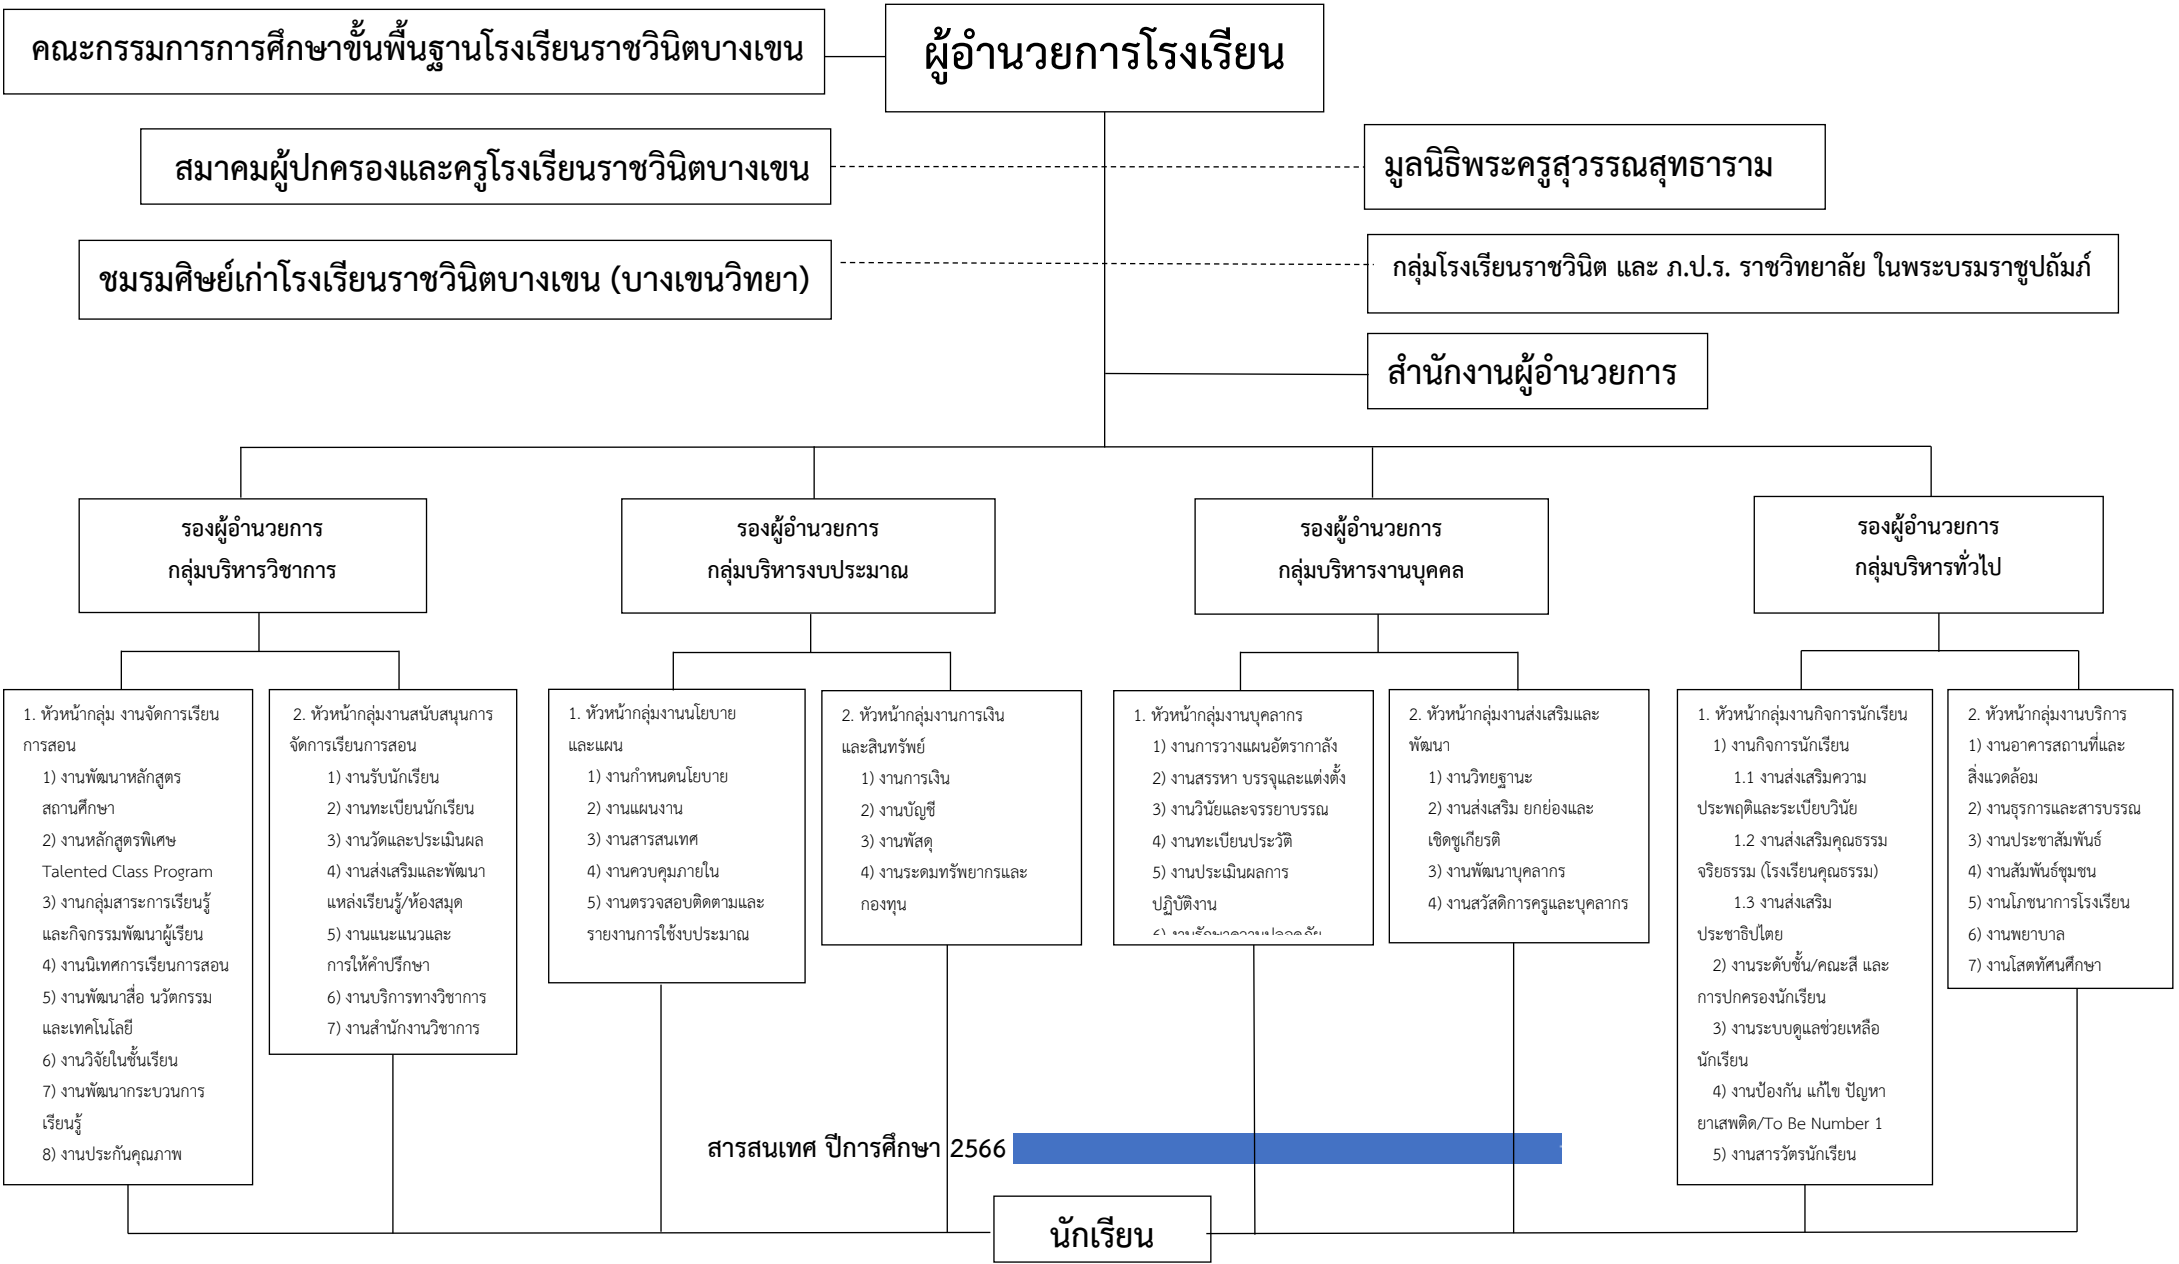 คณะกรรมการการศึกษาขั้นพื้นฐานโรงเรียนราชวินิตบางเขน
ผู้อำนวยการโรงเรียน
สมาคมผู้ปกครองและครูโรงเรียนราชวินิตบางเขน
มูลนิธิพระครูสุวรรณสุทธาราม
ชมรมศิษย์เก่าโรงเรียนราชวินิตบางเขน (บางเขนวิทยา)
กลุ่มโรงเรียนราชวินิต และ ภ.ป.ร. ราชวิทยาลัย ในพระบรมราชูปถัมภ์
สำนักงานผู้อำนวยการ
รองผู้อำนวยการ
กลุ่มบริหารวิชาการ
รองผู้อำนวยการ
กลุ่มบริหารงบประมาณ
รองผู้อำนวยการ
กลุ่มบริหารงานบุคคล
รองผู้อำนวยการ
กลุ่มบริหารทั่วไป
1. หัวหน้ากลุ่ม งานจัดการเรียน
การสอน
1) งานพัฒนาหลักสูตร
สถานศึกษา
2) งานหลักสูตรพิเศษ
Talented Class Program
3) งานกลุ่มสาระการเรียนรู้
และกิจกรรมพัฒนาผู้เรียน
4) งานนิเทศการเรียนการสอน
5) งานพัฒนาสื่อ นวัตกรรม
และเทคโนโลยี
6) งานวิจัยในชั้นเรียน
7) งานพัฒนากระบวนการ
เรียนรู้
8) งานประกันคุณภาพ
2. หัวหน้ากลุ่มงานสนับสนุนการ
จัดการเรียนการสอน
1) งานรับนักเรียน
2) งานทะเบียนนักเรียน
3) งานวัดและประเมินผล
4) งานส่งเสริมและพัฒนา
แหล่งเรียนรู้/ห้องสมุด
5) งานแนะแนวและ
การให้คำปรึกษา
6) งานบริการทางวิชาการ
7) งานสำนักงานวิชาการ
1. หัวหน้ากลุ่มงานนโยบาย
และแผน
1) งานกำหนดนโยบาย
2) งานแผนงาน
3) งานสารสนเทศ
4) งานควบคุมภายใน
5) งานตรวจสอบติดตามและ
รายงานการใช้งบประมาณ
2. หัวหน้ากลุ่มงานการเงิน
และสินทรัพย์
1) งานการเงิน
2) งานบัญชี
3) งานพัสดุ
4) งานระดมทรัพยากรและ
กองทุน
1. หัวหน้ากลุ่มงานบุคลากร
1) งานการวางแผนอัตรากาลัง
2) งานสรรหา บรรจุและแต่งตั้ง
3) งานวินัยและจรรยาบรรณ
4) งานทะเบียนประวัติ
5) งานประเมินผลการ
ปฏิบัติงาน
6) งานรักษาความปลอดภัย
2. หัวหน้ากลุ่มงานส่งเสริมและ
พัฒนา
1) งานวิทยฐานะ
2) งานส่งเสริม ยกย่องและ
เชิดชูเกียรติ
3) งานพัฒนาบุคลากร
4) งานสวัสดิการครูและบุคลากร
1. หัวหน้ากลุ่มงานกิจการนักเรียน
1) งานกิจการนักเรียน
1.1 งานส่งเสริมความ
ประพฤติและระเบียบวินัย
1.2 งานส่งเสริมคุณธรรม
จริยธรรม (โรงเรียนคุณธรรม)
1.3 งานส่งเสริม
ประชาธิปไตย
2) งานระดับชั้น/คณะสี และ
การปกครองนักเรียน
3) งานระบบดูแลช่วยเหลือ
นักเรียน
4) งานป้องกัน แก้ไข ปัญหา
ยาเสพติด/To Be Number 1
5) งานสารวัตรนักเรียน
2. หัวหน้ากลุ่มงานบริการ
1) งานอาคารสถานที่และ
สิ่งแวดล้อม
2) งานธุรการและสารบรรณ
3) งานประชาสัมพันธ์
4) งานสัมพันธ์ชุมชน
5) งานโภชนาการโรงเรียน
6) งานพยาบาล
7) งานโสตทัศนศึกษา
สารสนเทศ ปีการศึกษา 2566
นักเรียน